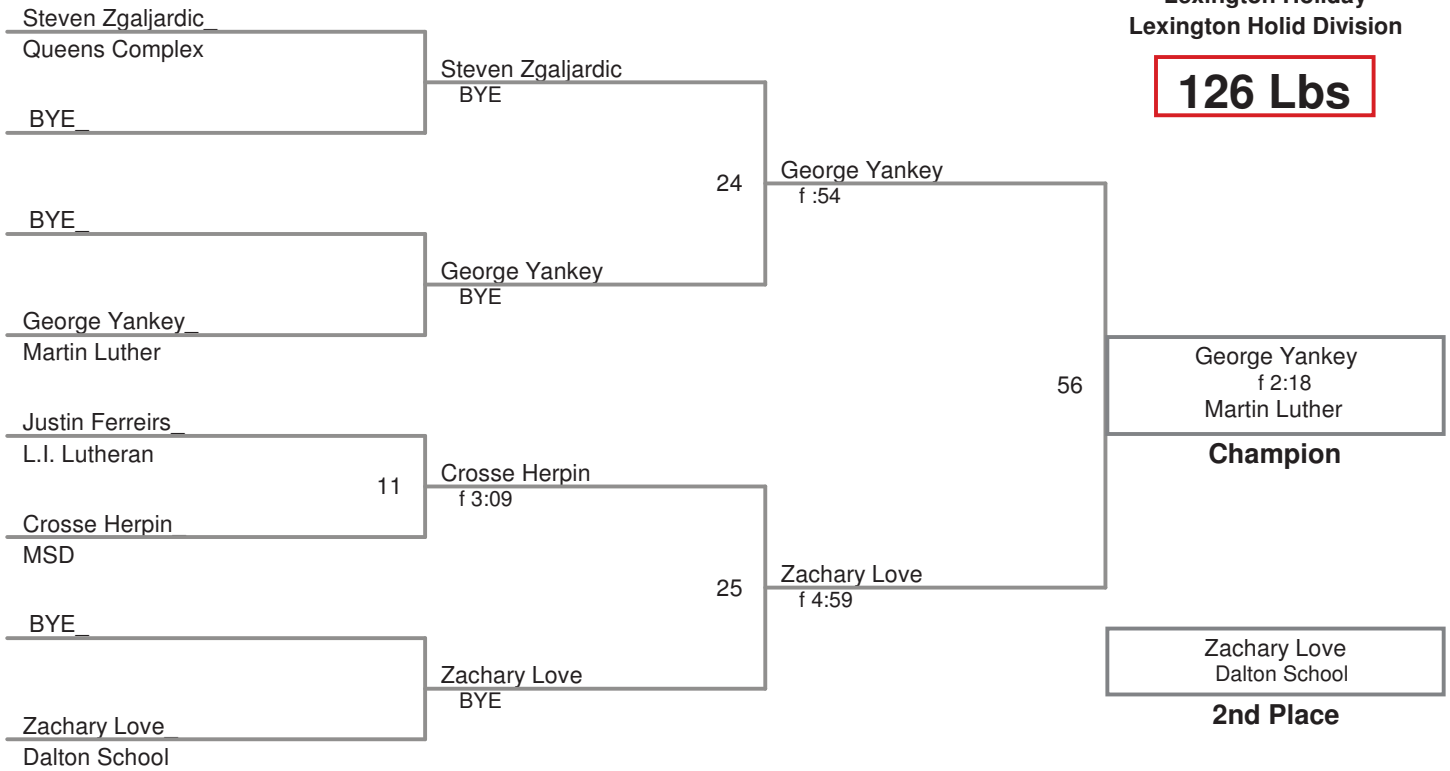 Lexington Holiday
Lexington Holid Division
126 Lbs
Steven Zgaljardic_
Queens Complex
BYE_
BYE_
George Yankey_
Martin Luther
Justin Ferreirs_
L.I. Lutheran
11
Crosse Herpin_
MSD
BYE_
Zachary Love_
Dalton School
Steven Zgaljardic
BYE
24
George Yankey
BYE
Crosse Herpin
f 3:09
25
Zachary Love
BYE
George Yankey
f :54
56
Zachary Love
f 4:59
George Yankey
f 2:18
Martin Luther
Champion
Zachary Love
Dalton School
2nd Place